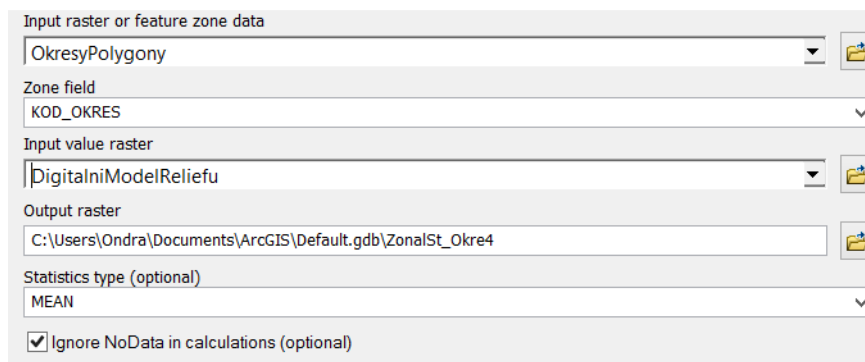 Input raster or feature zone data
OkresyPolygony
Zone field
KOD_OKRES
Input value raster
DigitalniModelReliefu
Output raster
C:\Users\Ondra\Documents\ArcGIS\Default.gdb\ZonalSt_Okre4
Statistics type (optional)
MEAN
Ignore NoData in calculations (optional)